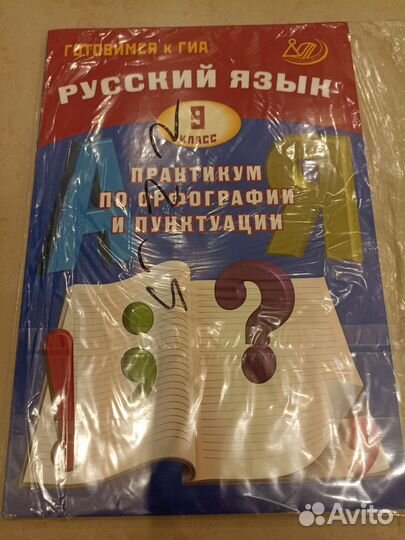 ГОТОВИМСЯ К ГИА
РУССКИЙ ЯЗЫК
9
КЛАСС
А Я
ПРАКТИКУМ
ПО ОРФОГРАФИИ
И ПУНКТУАЦИИ
! ; ?
Avito